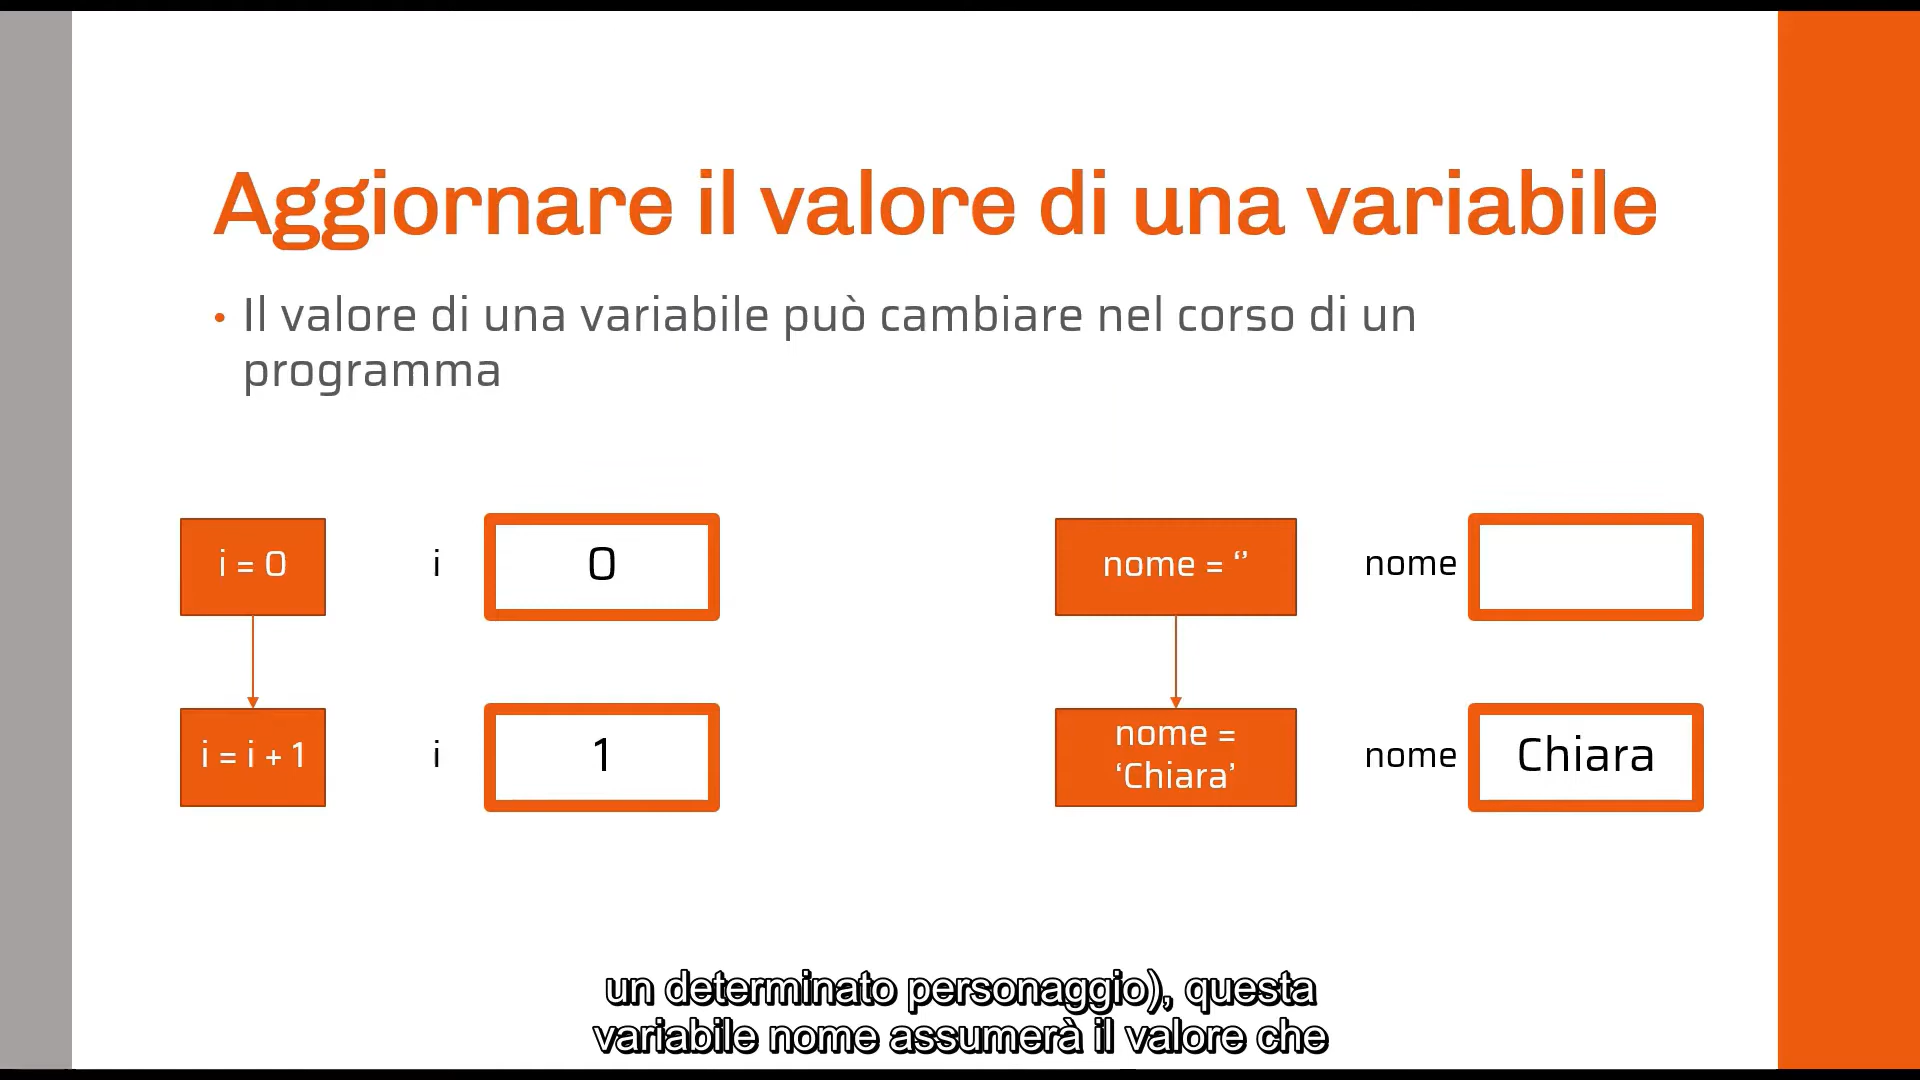 Aggiornare il valore di una variabile
• Il valore di una variabile può cambiare nel corso di un
programma
i = 0
i
0
nome = ‘’
nome
i = i + 1
i
1
nome =
‘Chiara’
nome
Chiara
un determinato personaggio), questa
variabile nome assumerà il valore che